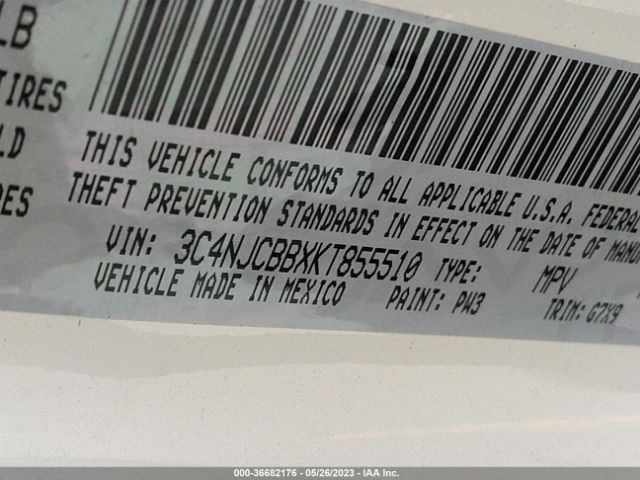 LB
TIRES
LD
DES
THIS VEHICLE CONFORMS TO ALL APPLICABLE U.S.A. FEDERAL
THEFT PREVENTION STANDARDS IN EFFECT ON THE DATE OF MANU
VIN: 3C4NJCBBXKT855510 TYPE: MPV
VEHICLE MADE IN MEXICO PAINT: PW3 TRIM: G7X9
000-36682176 - 05/26/2023 - IAA Inc.